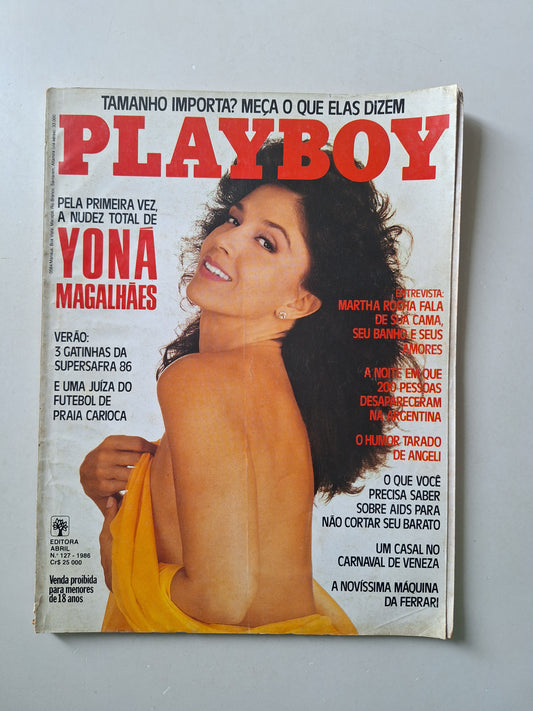 TAMANHO IMPORTA? MEÇA O QUE ELAS DIZEM
PLAYBOY
PELA PRIMEIRA VEZ,
A NUDEZ TOTAL DE
YONÁ
MAGALHÃES
VERÃO:
3 GATINHAS DA
SUPERSAFRA 86
E UMA JUÍZA DO
FUTEBOL DE
PRAIA CARIOCA
ENTREVISTA:
MARTHA ROCHA FALA
DE SUA CAMA,
SEU BANHO E SEUS
AMORES
A NOITE EM QUE
200 PESSOAS
DESAPARECERAM
NA ARGENTINA
O HUMOR TARADO
DE ANGELI
O QUE VOCÊ
PRECISA SABER
SOBRE AIDS PARA
NÃO CORTAR SEU BARATO
UM CASAL NO
CARNAVAL DE VENEZA
A NOVÍSSIMA MÁQUINA
DA FERRARI
EDITORA
ABRIL
N.º 127 - 1986
Cr$ 25 000
Venda proibida
para menores
de 18 anos